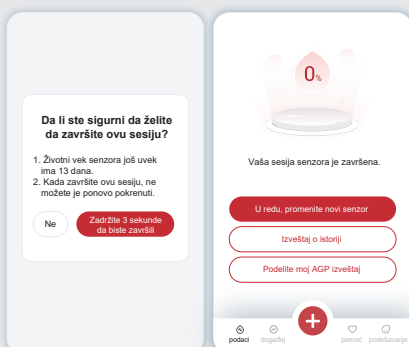 Da li ste sigurni da želite
da završite ovu sesiju?
1. Životni vek senzora još uvek
ima 13 dana.
2. Kada završite ovu sesiju, ne
možete je ponovo pokrenuti.
Ne
Zadržite 3 sekunde
da biste završili
0%
Vaša sesija senzora je završena.
U redu, promenite novi senzor
Izveštaj o istoriji
Podelite moj AGP izveštaj
podaci
događaj
pomoć
podešavanje